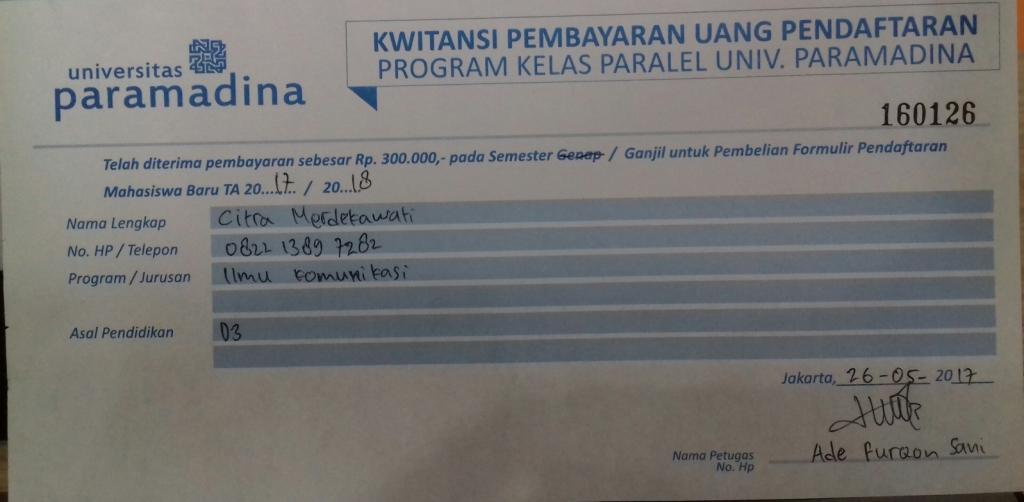 universitas
paramadina
KWITANSI PEMBAYARAN UANG PENDAFTARAN
PROGRAM KELAS PARALEL UNIV. PARAMADINA
160126
Telah diterima pembayaran sebesar Rp. 300.000,- pada Semester Genap / Ganjil untuk Pembelian Formulir Pendaftaran
Mahasiswa Baru TA 20...17... / 20...18
Nama Lengkap Citra Merdekawati
No. HP / Telepon 0822 1389 7282
Program / Jurusan Ilmu komunikasi
Asal Pendidikan D3
Jakarta, 26-05- 2017
Nama Petugas Ade Furqon Sani
No. Hp